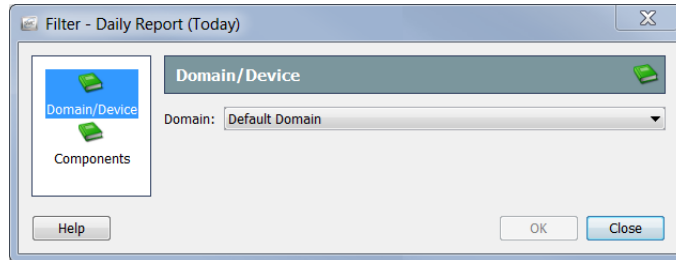 Filter - Daily Report (Today)
Domain/Device
Domain/Device
Domain: Default Domain
Components
Help
OK
Close